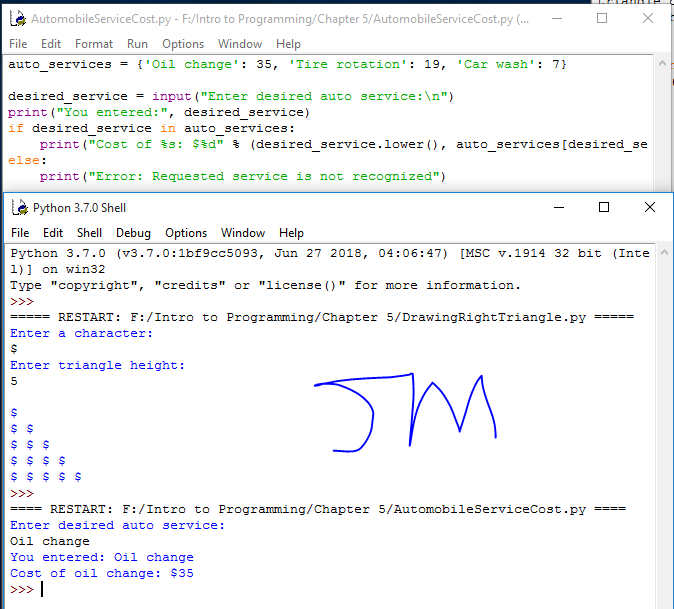 AutomobileServiceCost.py - F:/Intro to Programming/Chapter 5/AutomobileServiceCost.py (...
File Edit Format Run Options Window Help
auto_services = {'Oil change': 35, 'Tire rotation': 19, 'Car wash': 7}
desired_service = input("Enter desired auto service:\n")
print("You entered:", desired_service)
if desired_service in auto_services:
    print("Cost of %s: $%d" % (desired_service.lower(), auto_services[desired_se
else:
    print("Error: Requested service is not recognized")
Python 3.7.0 Shell
File Edit Shell Debug Options Window Help
Python 3.7.0 (v3.7.0:1bf9cc5093, Jun 27 2018, 04:06:47) [MSC v.1914 32 bit (Inte
l)] on win32
Type "copyright", "credits" or "license()" for more information.
>>>
===== RESTART: F:/Intro to Programming/Chapter 5/DrawingRightTriangle.py =====
Enter a character:
$
Enter triangle height:
5
$
$ $
$ $ $
$ $ $ $
$ $ $ $ $
JM
>>>
==== RESTART: F:/Intro to Programming/Chapter 5/AutomobileServiceCost.py ====
Enter desired auto service:
Oil change
You entered: Oil change
Cost of oil change: $35
>>>